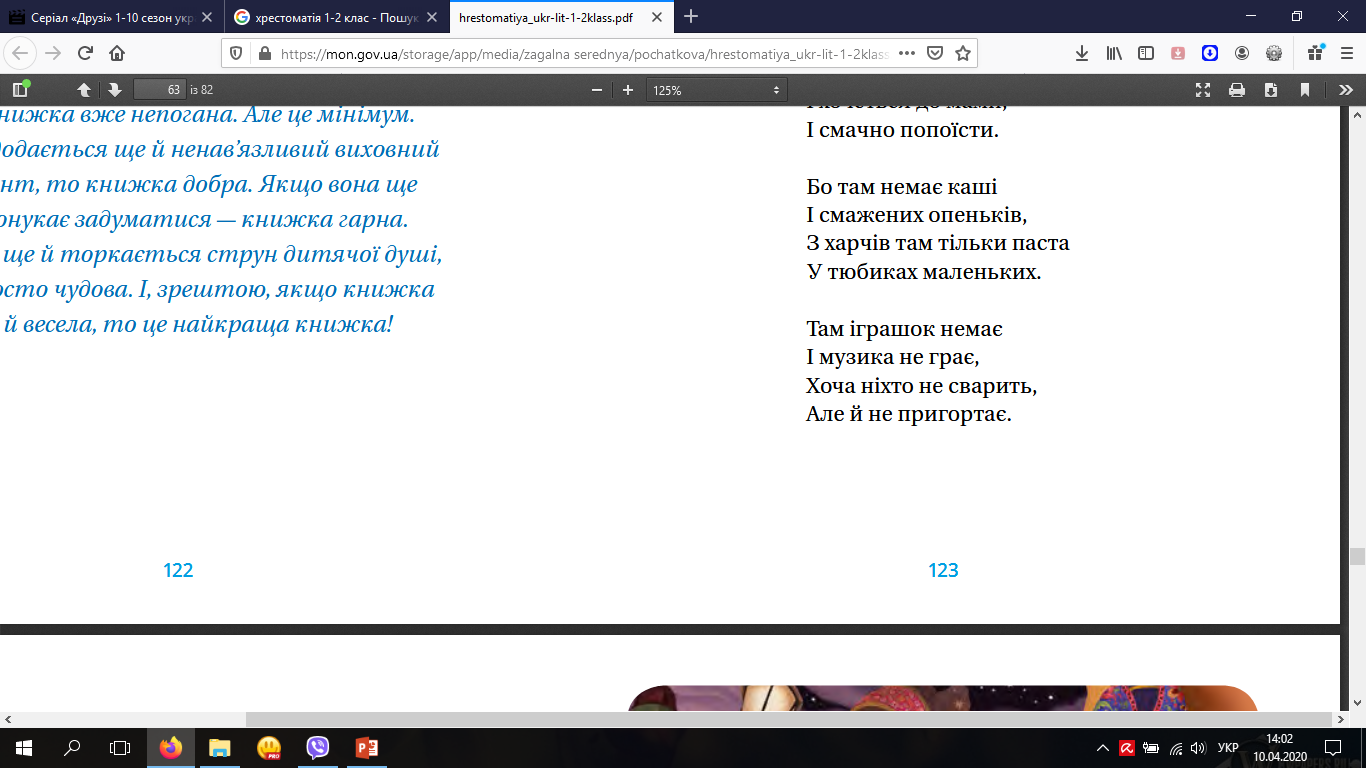 Серіал «Друзі» 1-10 сезон укр
хрестоматія 1-2 клас - Пошук
hrestomatiya_ukr-lit-1-2klass.pdf
https://mon.gov.ua/storage/app/media/zagalna serednya/pochatkova/hrestomatiya_ukr-lit-1-2klass
63 із 82
125%
нижка вже непогана. Але це мінімум.
додається ще й ненав’язливий виховний
нт, то книжка добра. Якщо вона ще
онукає задуматися — книжка гарна.
ще й торкається струн дитячої душі,
осто чудова. І, зрештою, якщо книжка
й весела, то це найкраща книжка!
122
І смачно попоїсти.
Бо там немає каші
І смажених опеньків,
З харчів там тільки паста
У тюбиках маленьких.
Там іграшок немає
І музика не грає,
Хоча ніхто не сварить,
Але й не пригортає.
123
PRO
УКР
14:02
10.04.2020